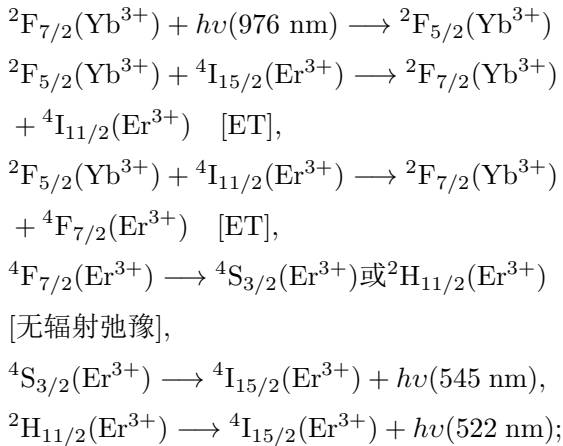 ²F₇/₂(Yb³⁺) + hυ(976 nm) ⟶ ²F₅/₂(Yb³⁺)
²F₅/₂(Yb³⁺) + ⁴I₁₅/₂(Er³⁺) ⟶ ²F₇/₂(Yb³⁺)
+ ⁴I₁₁/₂(Er³⁺) [ET],
²F₅/₂(Yb³⁺) + ⁴I₁₁/₂(Er³⁺) ⟶ ²F₇/₂(Yb³⁺)
+ ⁴F₇/₂(Er³⁺) [ET],
⁴F₇/₂(Er³⁺) ⟶ ⁴S₃/₂(Er³⁺)或²H₁₁/₂(Er³⁺)
[无辐射弛豫],
⁴S₃/₂(Er³⁺) ⟶ ⁴I₁₅/₂(Er³⁺) + hυ(545 nm),
²H₁₁/₂(Er³⁺) ⟶ ⁴I₁₅/₂(Er³⁺) + hυ(522 nm);